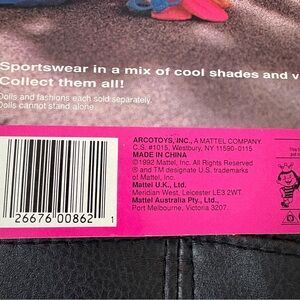 Sportswear in a mix of cool shades and v
Collect them all!
Dolls and fashions each sold separately.
Dolls cannot stand alone.
ARCOTOYS, INC., A MATTEL COMPANY
C.S. #1015, Westbury, NY 11590-0115
MADE IN CHINA
©1992 Mattel, Inc. All Rights Reserved
® and TM designate U.S. trademarks
of Mattel, Inc.
Mattel U.K., Ltd.
Meridian West, Leicester LE3 2WT
Mattel Australia Pty., Ltd.,
Port Melbourne, Victoria 3207
26676 00862 1